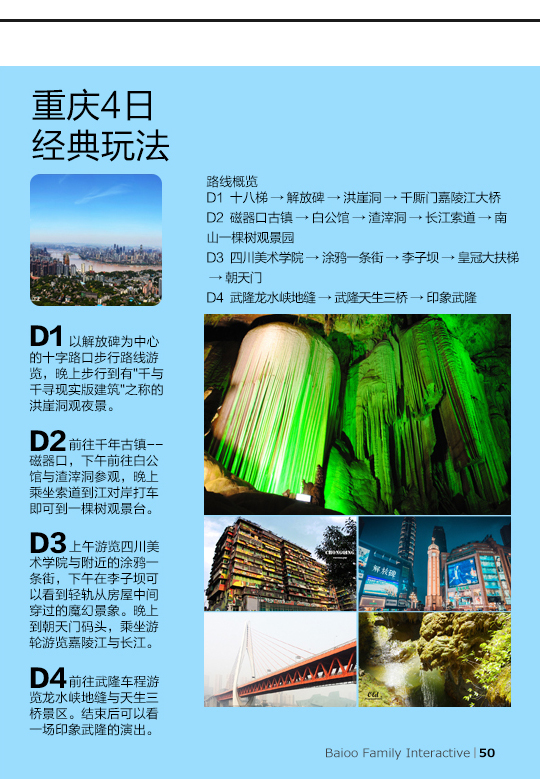 重庆4日
经典玩法
路线概览
D1 十八梯→解放碑→洪崖洞→千厮门嘉陵江大桥
D2 磁器口古镇→白公馆→渣滓洞→长江索道→南
山一棵树观景园
D3 四川美术学院→涂鸦一条街→李子坝→皇冠大扶梯
→朝天门
D4 武隆龙水峡地缝→武隆天生三桥→印象武隆
D1 以解放碑为中心
的十字路口步行路线游
览，晚上步行到有"千与
千寻现实版建筑"之称的
洪崖洞观夜景。
D2 前往千年古镇--
磁器口，下午前往白公
馆与渣滓洞参观，晚上
乘坐索道到江对岸打车
即可到一棵树观景台。
D3 上午游览四川美
术学院与附近的涂鸦一
条街，下午在李子坝可
以看到轻轨从房屋中间
穿过的魔幻景象。晚上
到朝天门码头，乘坐游
轮游览嘉陵江与长江。
D4 前往武隆车程游
览龙水峡地缝与天生三
桥景区。结束后可以看
一场印象武隆的演出。
CHONGQING
解放碑
Baioo Family Interactive | 50